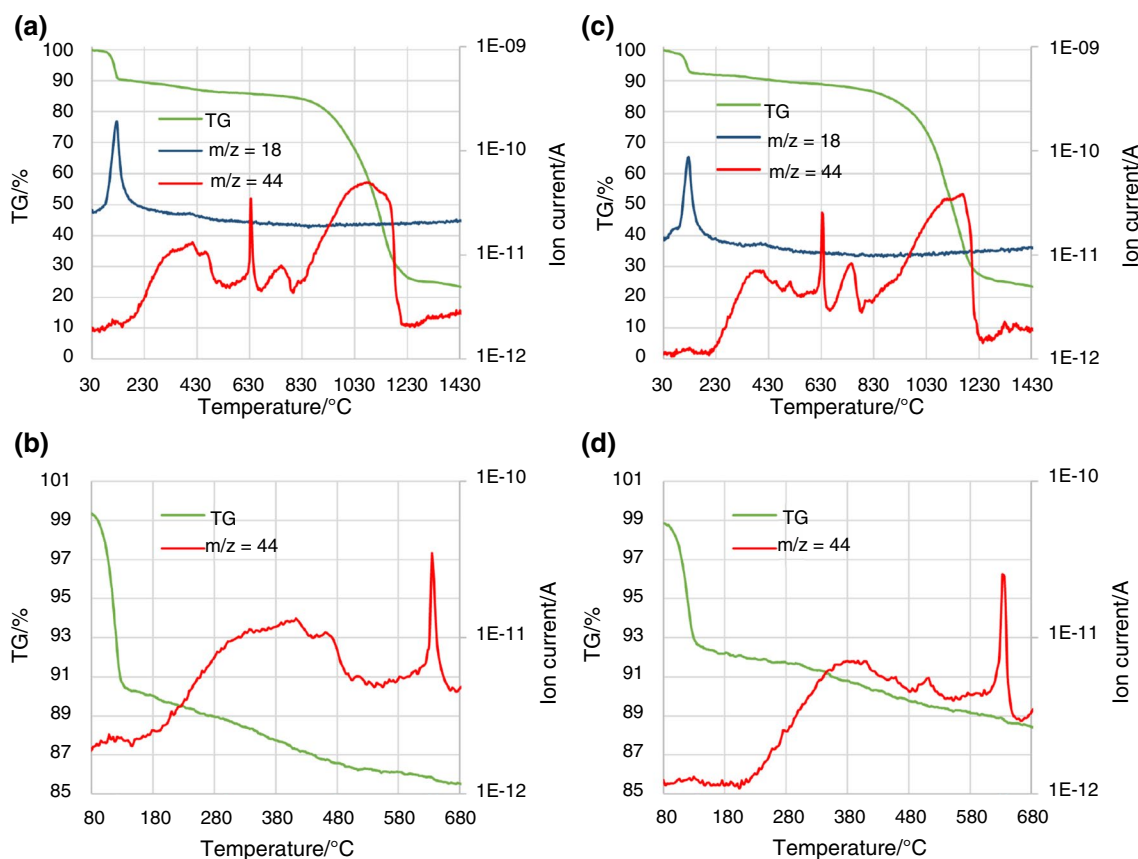 (a)
100
90
80
70
60
50
40
30
20
10
0
TG/%
TG
m/z = 18
m/z = 44
1E-09
1E-10
1E-11
1E-12
Ion current/A
30 230 430 630 830 1030 1230 1430
Temperature/°C
(c)
100
90
80
70
60
50
40
30
20
10
0
TG/%
TG
m/z = 18
m/z = 44
1E-09
1E-10
1E-11
1E-12
Ion current/A
30 230 430 630 830 1030 1230 1430
Temperature/°C
(b)
101
99
97
95
93
91
89
87
85
TG/%
TG
m/z = 44
1E-10
1E-11
1E-12
Ion current/A
80 180 280 380 480 580 680
Temperature/°C
(d)
101
99
97
95
93
91
89
87
85
TG/%
TG
m/z = 44
1E-10
1E-11
1E-12
Ion current/A
80 180 280 380 480 580 680
Temperature/°C